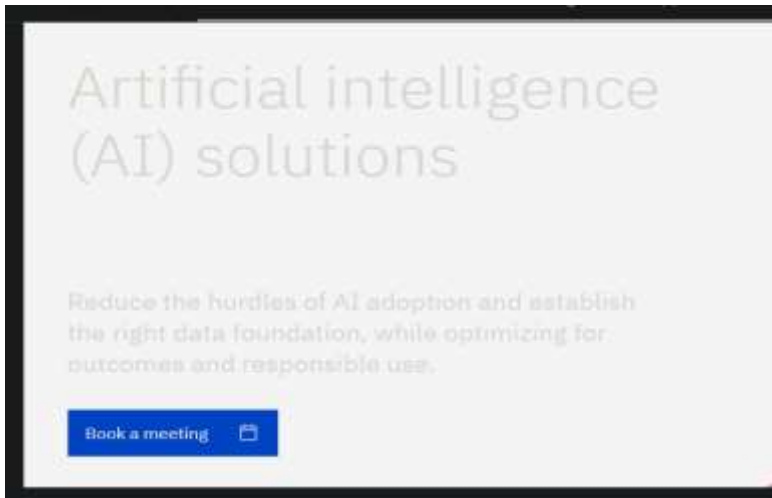 Artificial intelligence
(AI) solutions
Reduce the hurdles of AI adoption and establish
the right data foundation, while optimizing for
outcomes and responsible use.
Book a meeting